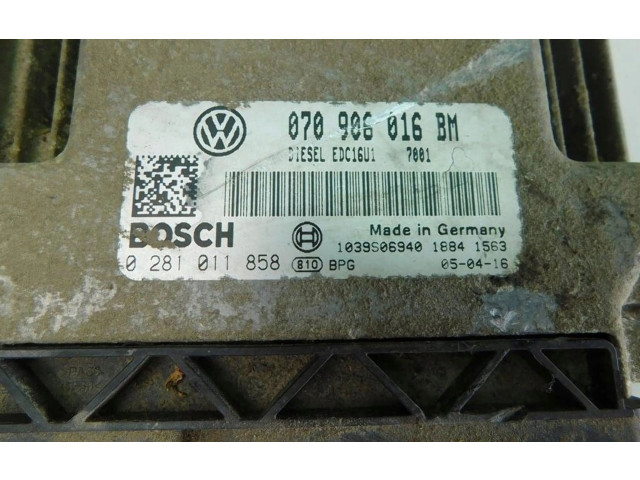 070 906 016 BM
DIESEL EDC16U1 7001
BOSCH
Made in Germany
1039S06940 1884 1563
0 281 011 858 810 BPG 05-04-16